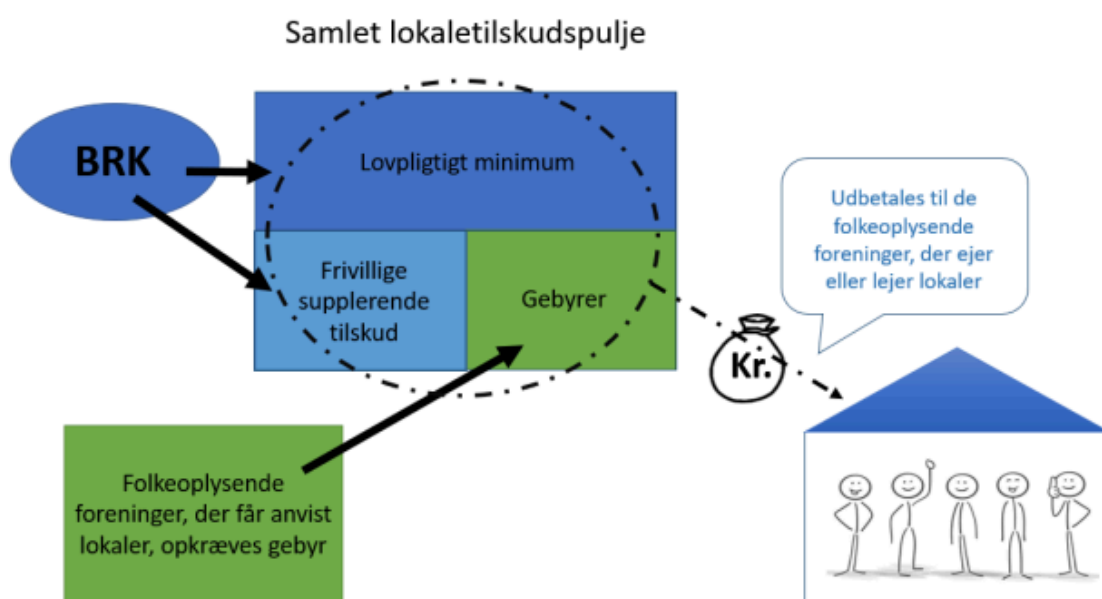 Samlet lokaletilskudspulje
BRK
Lovpligtigt minimum
Frivillige
supplerende
tilskud
Gebyrer
Udbetales til de
folkeoplysende
foreninger, der ejer
eller lejer lokaler
Kr.
Folkeoplysende
foreninger, der får anvist
lokaler, opkræves gebyr